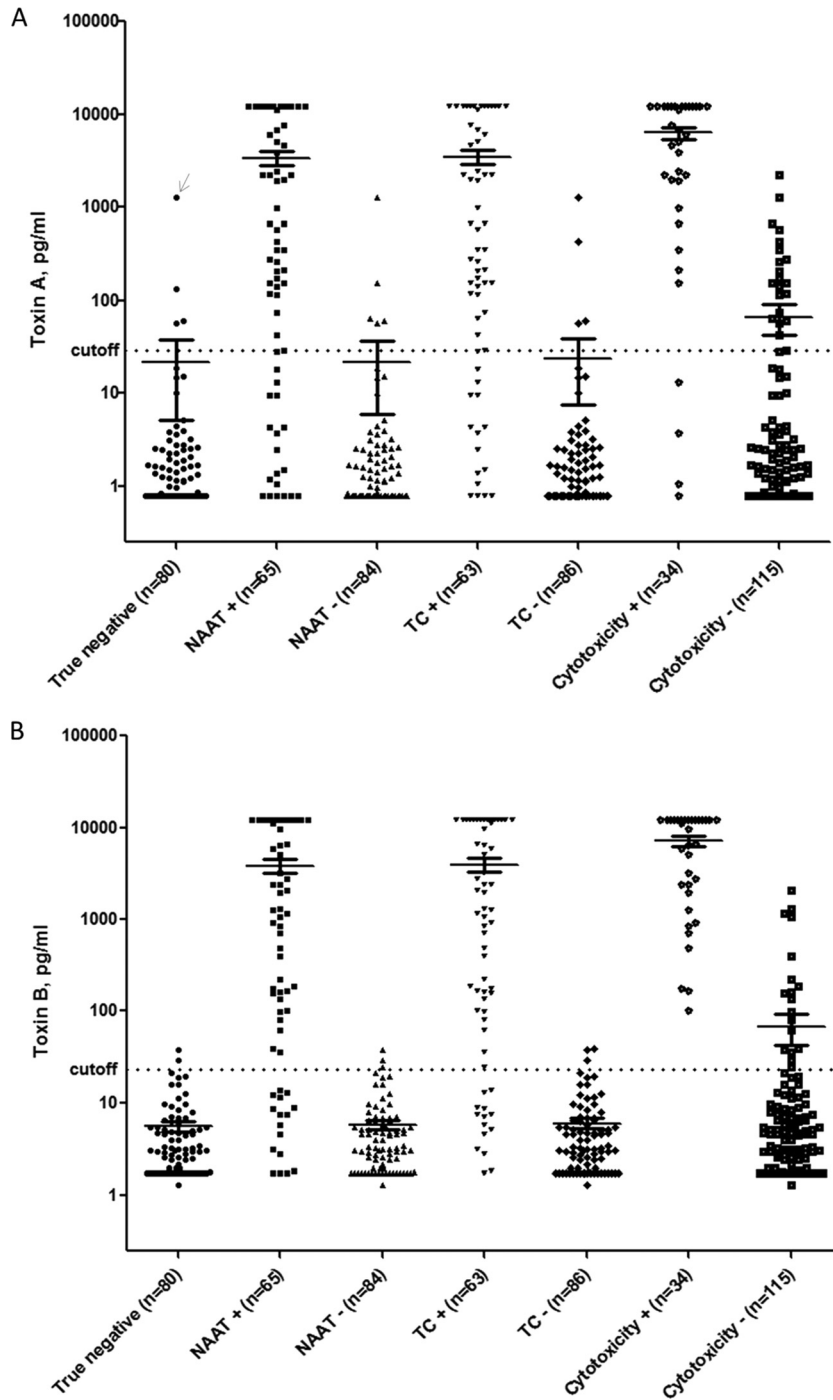 A
100000
10000
1000
100
cutoff
10
1
Toxin A, pg/ml
True negative (n=80)
NAAT + (n=65)
NAAT - (n=84)
TC + (n=63)
TC - (n=86)
Cytotoxicity + (n=34)
Cytotoxicity - (n=115)
B
100000
10000
1000
100
cutoff
10
1
Toxin B, pg/ml
True negative (n=80)
NAAT + (n=65)
NAAT - (n=84)
TC + (n=63)
TC - (n=86)
Cytotoxicity + (n=34)
Cytotoxicity - (n=115)